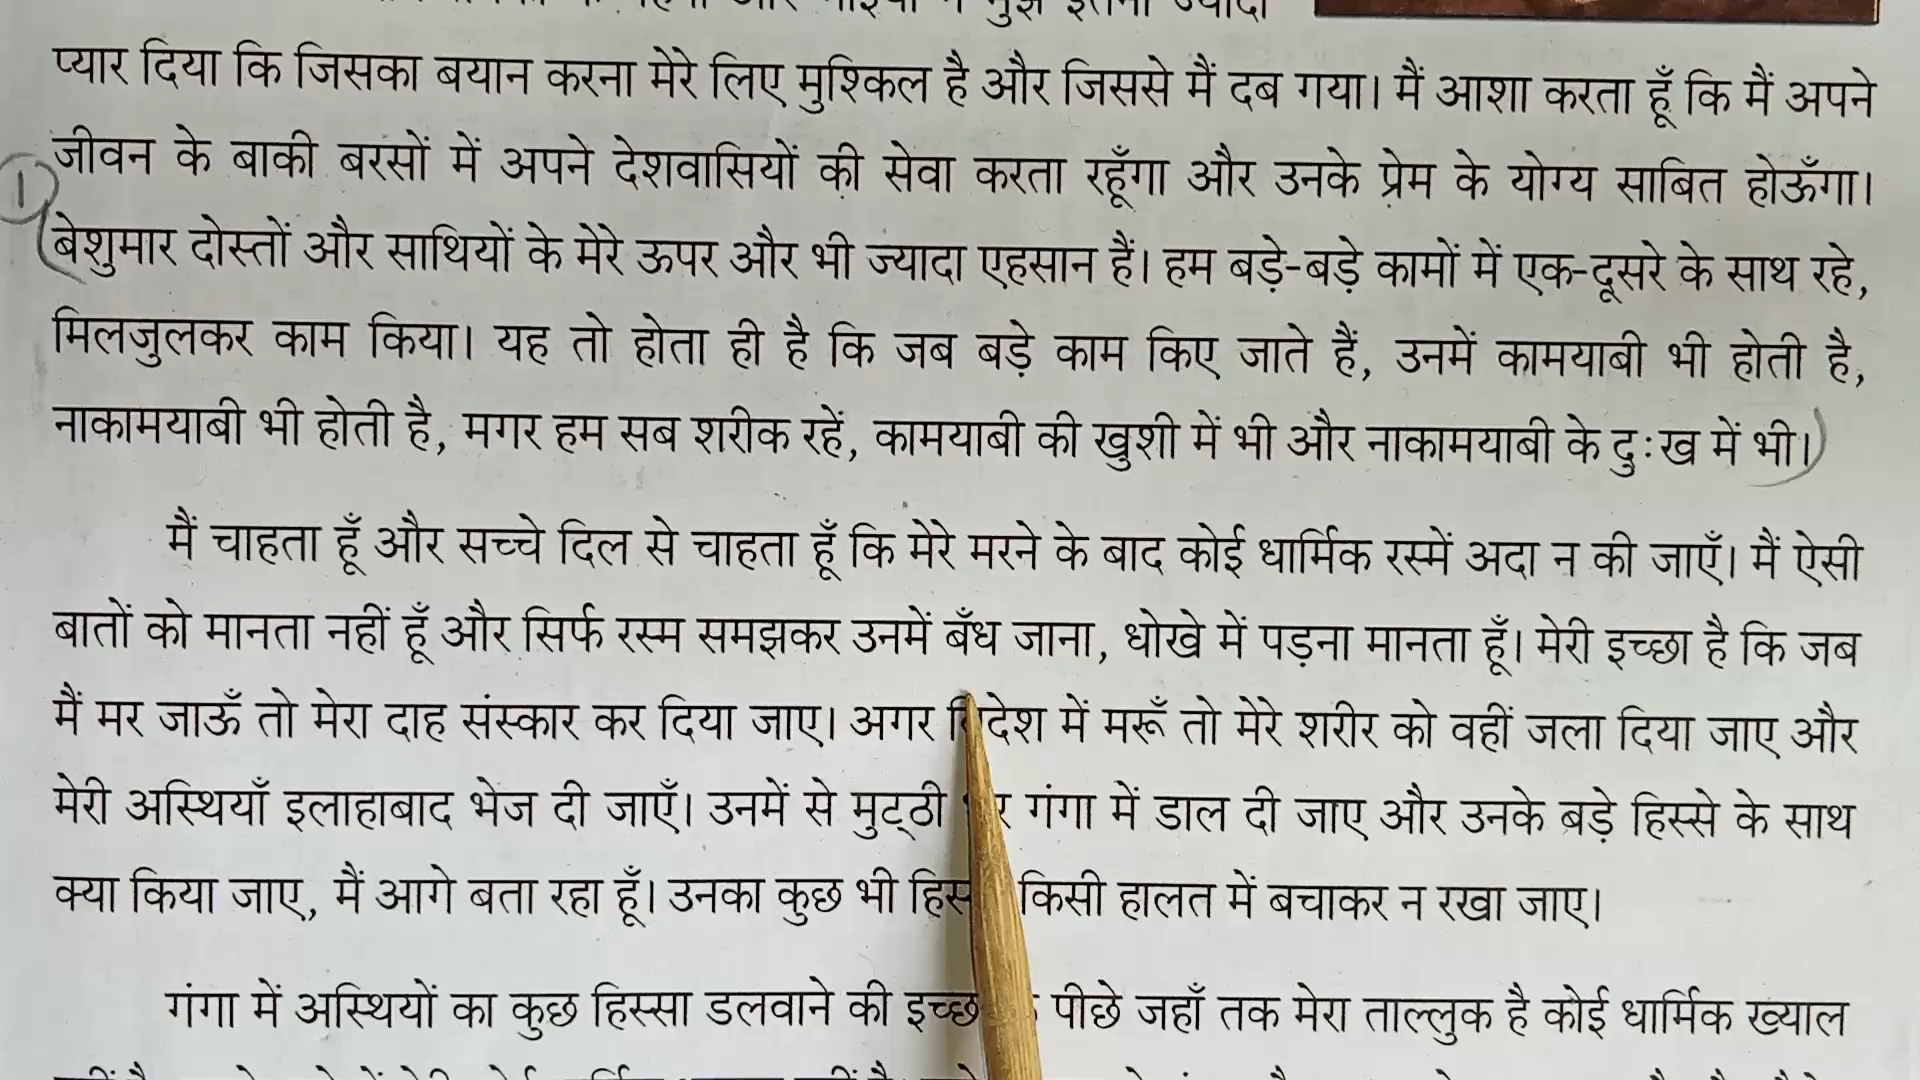 प्यार दिया कि जिसका बयान करना मेरे लिए मुश्किल है और जिससे मैं दब गया। मैं आशा करता हूँ कि मैं अपने
जीवन के बाकी बरसों में अपने देशवासियों की सेवा करता रहूँगा और उनके प्रेम के योग्य साबित होऊँगा।
1
(बेशुमार दोस्तों और साथियों के मेरे ऊपर और भी ज्यादा एहसान हैं। हम बड़े-बड़े कामों में एक-दूसरे के साथ रहे,
मिलजुलकर काम किया। यह तो होता ही है कि जब बड़े काम किए जाते हैं, उनमें कामयाबी भी होती है,
नाकामयाबी भी होती है, मगर हम सब शरीक रहें, कामयाबी की खुशी में भी और नाकामयाबी के दुःख में भी।)
मैं चाहता हूँ और सच्चे दिल से चाहता हूँ कि मेरे मरने के बाद कोई धार्मिक रस्में अदा न की जाएँ। मैं ऐसी
बातों को मानता नहीं हूँ और सिर्फ रस्म समझकर उनमें बँध जाना, धोखे में पड़ना मानता हूँ। मेरी इच्छा है कि जब
मैं मर जाऊँ तो मेरा दाह संस्कार कर दिया जाए। अगर में मरूँ तो मेरे शरीर को वहीं जला दिया जाए और
मेरी अस्थियाँ इलाहाबाद भेज दी जाएँ। उनमें से मुट्ठी गंगा में डाल दी जाए और उनके बड़े हिस्से के साथ
क्या किया जाए, मैं आगे बता रहा हूँ। उनका कुछ भी किसी हालत में बचाकर न रखा जाए।
गंगा में अस्थियों का कुछ हिस्सा डलवाने की पीछे जहाँ तक मेरा ताल्लुक है कोई धार्मिक ख्याल